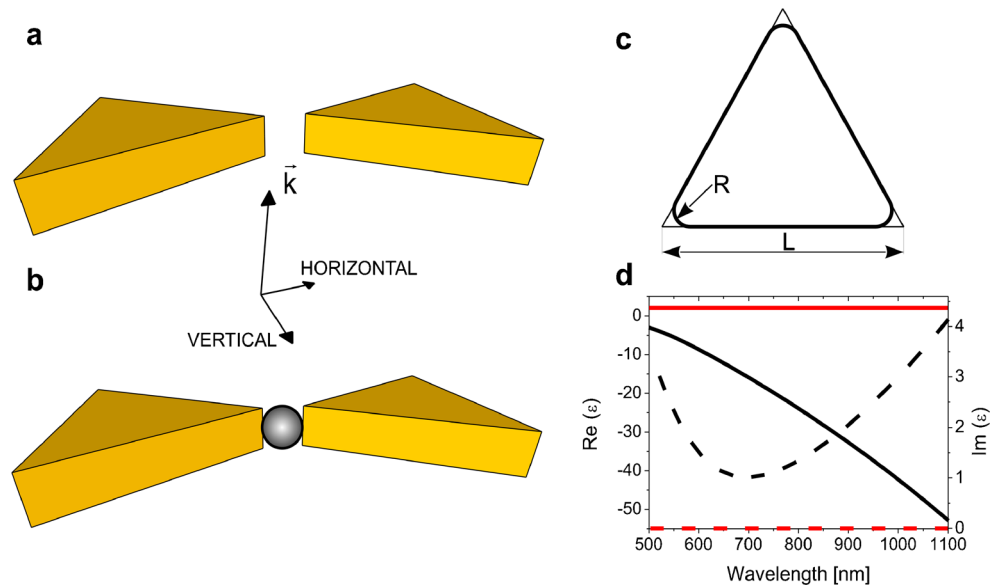 a
k
HORIZONTAL
b
VERTICAL
c
R
L
d
0
-10
-20
-30
-40
-50
Re (ε)
4
3
2
1
0
Im (ε)
500 600 700 800 900 1000 1100
Wavelength [nm]